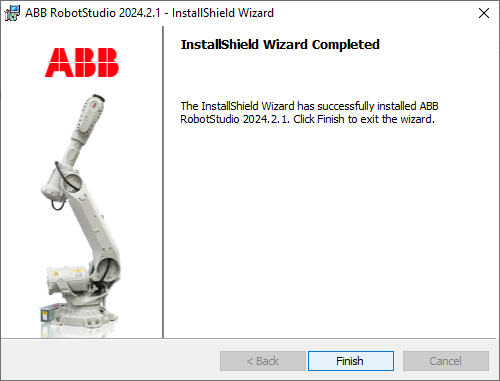 ABB RobotStudio 2024.2.1 - InstallShield Wizard
ABB
InstallShield Wizard Completed
The InstallShield Wizard has successfully installed ABB
RobotStudio 2024.2.1. Click Finish to exit the wizard.
< Back
Finish
Cancel